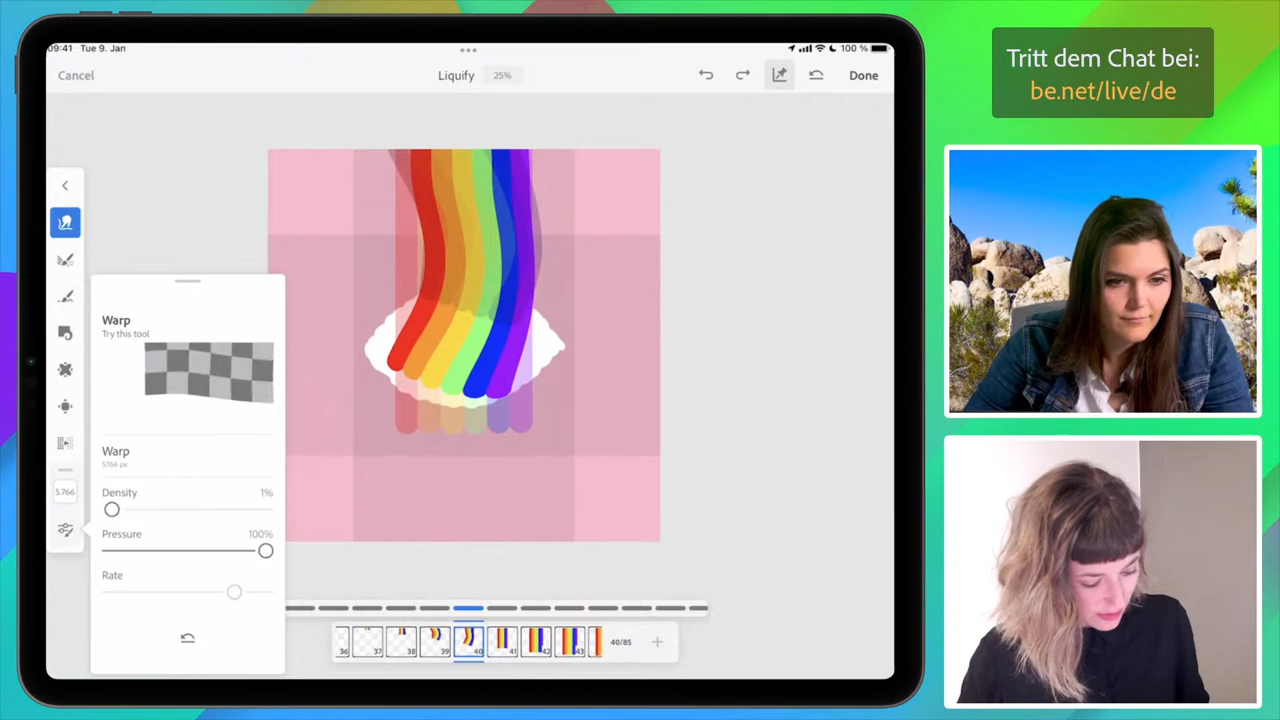 09:41 Tue 9. Jan
100 %
Cancel
Liquify 25%
Done
Tritt dem Chat bei:
be.net/live/de
Warp
Try this tool
Warp
5766 px
Density 1%
5.766
Pressure 100%
Rate
36 37 38 39 40 41 42 43 40/85